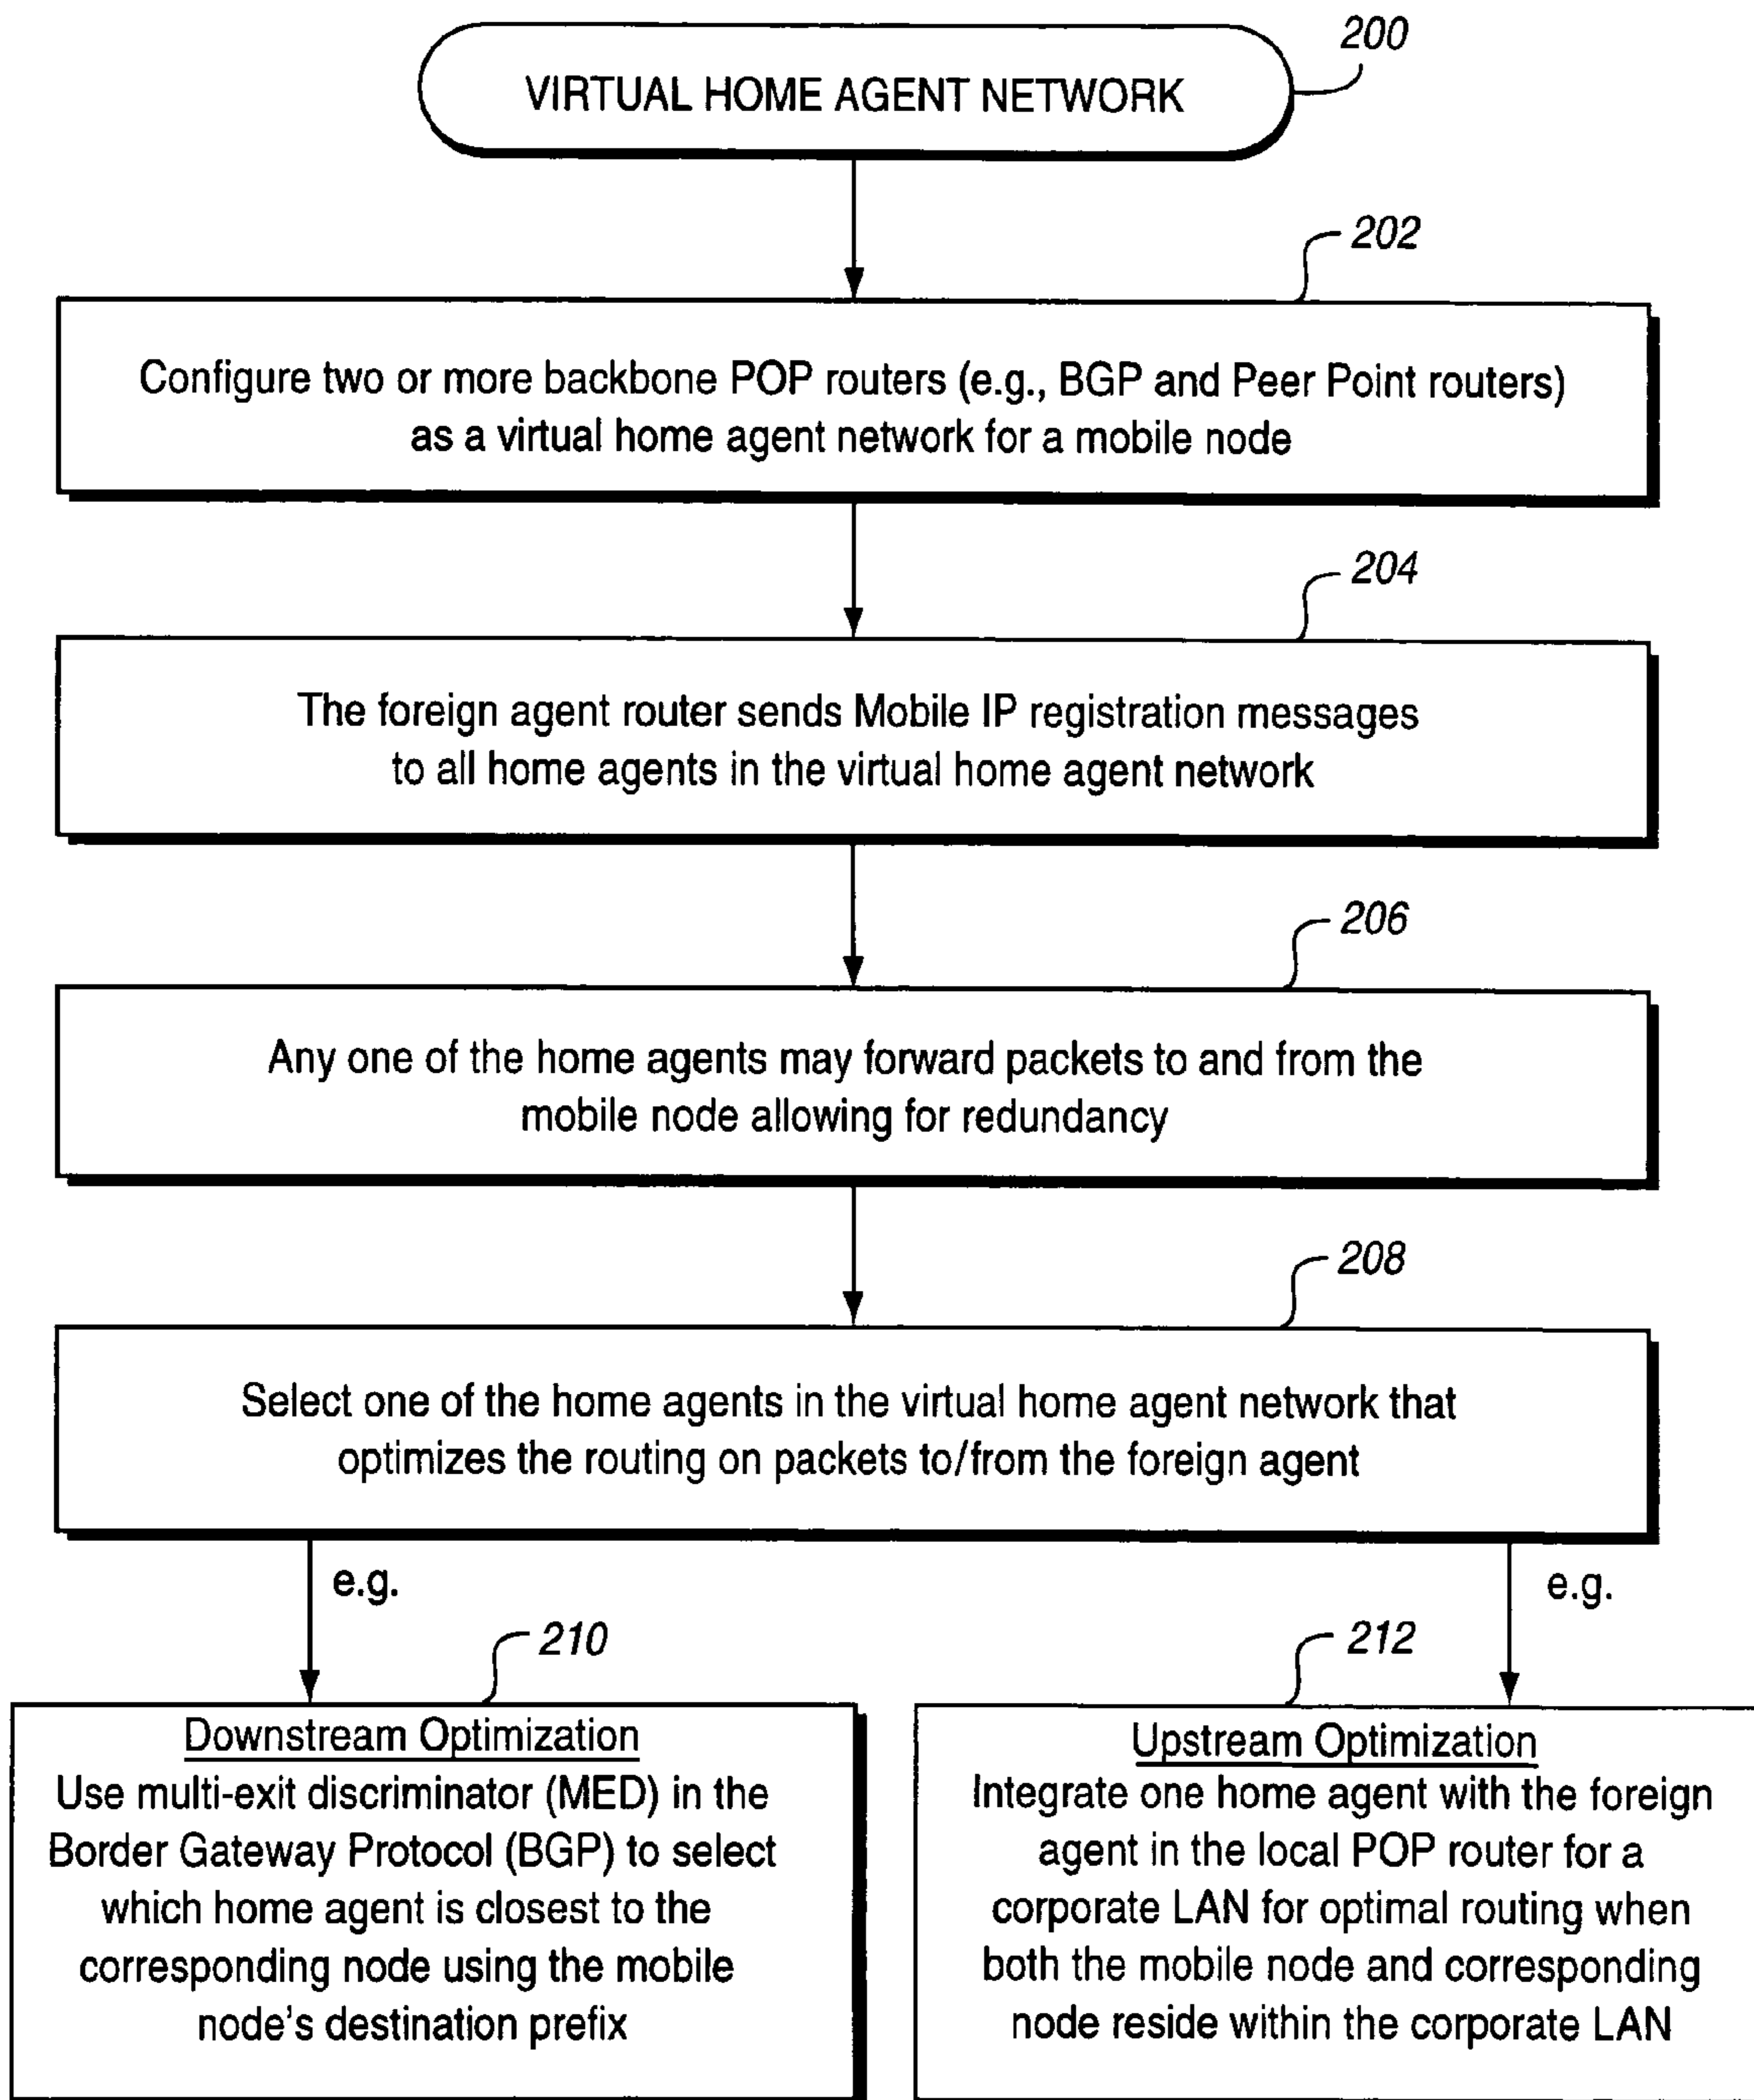 200
VIRTUAL HOME AGENT NETWORK
202
Configure two or more backbone POP routers (e.g., BGP and Peer Point routers)
as a virtual home agent network for a mobile node
204
The foreign agent router sends Mobile IP registration messages
to all home agents in the virtual home agent network
206
Any one of the home agents may forward packets to and from the
mobile node allowing for redundancy
208
Select one of the home agents in the virtual home agent network that
optimizes the routing on packets to/from the foreign agent
e.g.
e.g.
210
Downstream Optimization
Use multi-exit discriminator (MED) in the
Border Gateway Protocol (BGP) to select
which home agent is closest to the
corresponding node using the mobile
node's destination prefix
212
Upstream Optimization
Integrate one home agent with the foreign
agent in the local POP router for a
corporate LAN for optimal routing when
both the mobile node and corresponding
node reside within the corporate LAN